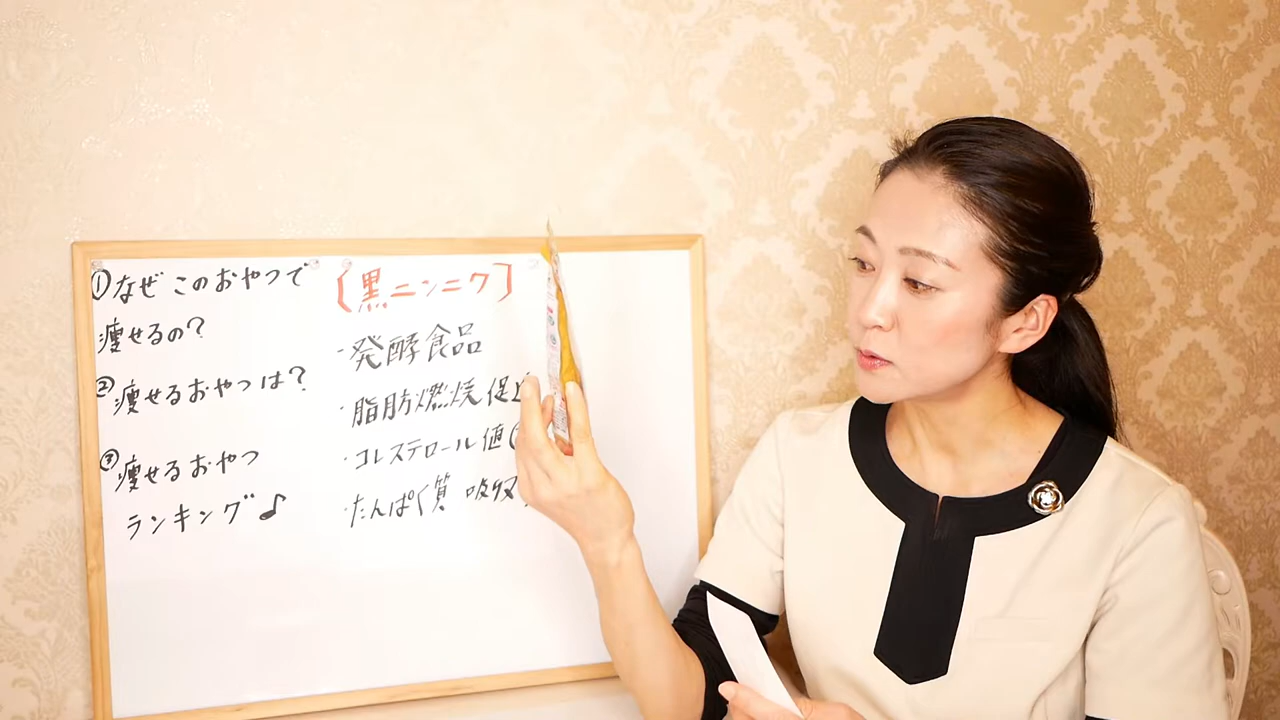 ①なぜ このおやつで
痩せるの?
②痩せるおやつは?
③痩せるおやつ
ランキング♪
〔黒ニンニク〕
・発酵食品
・脂肪燃焼促
・コレステロール値
・たんぱく質 吸収